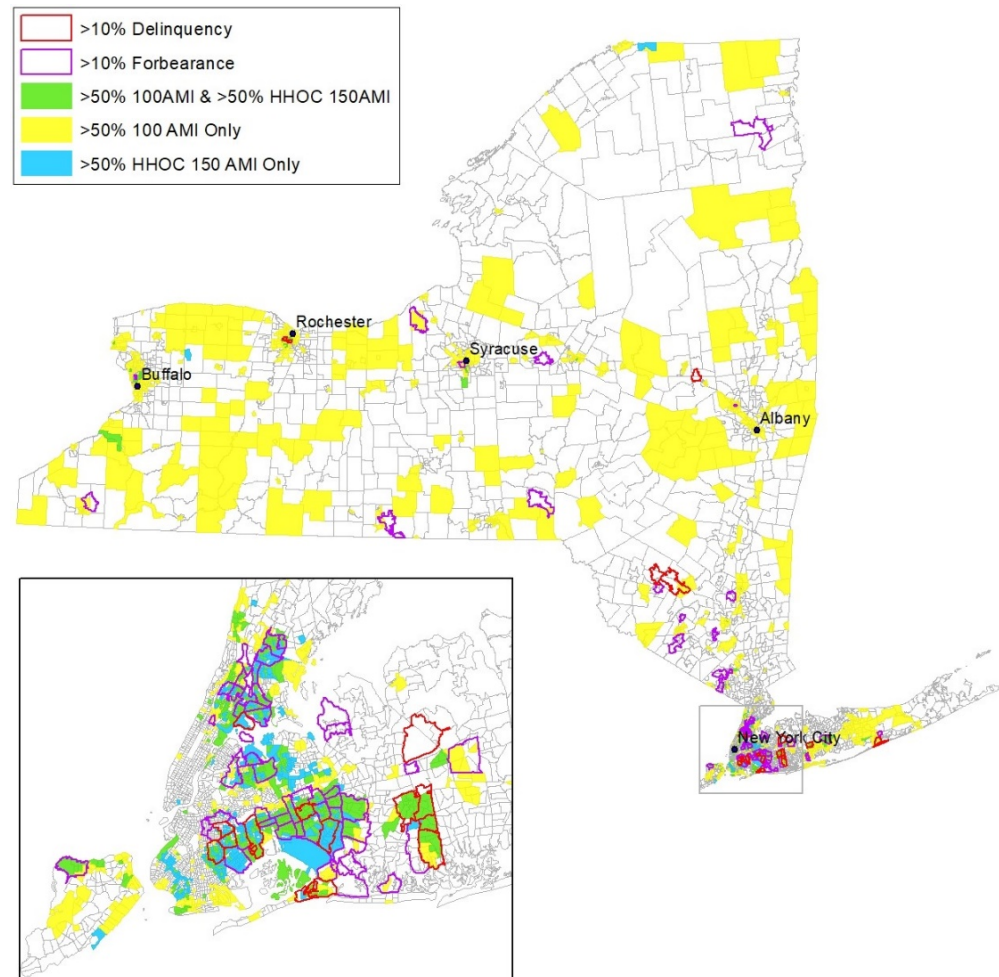 >10% Delinquency
>10% Forbearance
>50% 100AMI & >50% HHOC 150AMI
>50% 100 AMI Only
>50% HHOC 150 AMI Only
Rochester
Syracuse
Buffalo
Albany
New York City